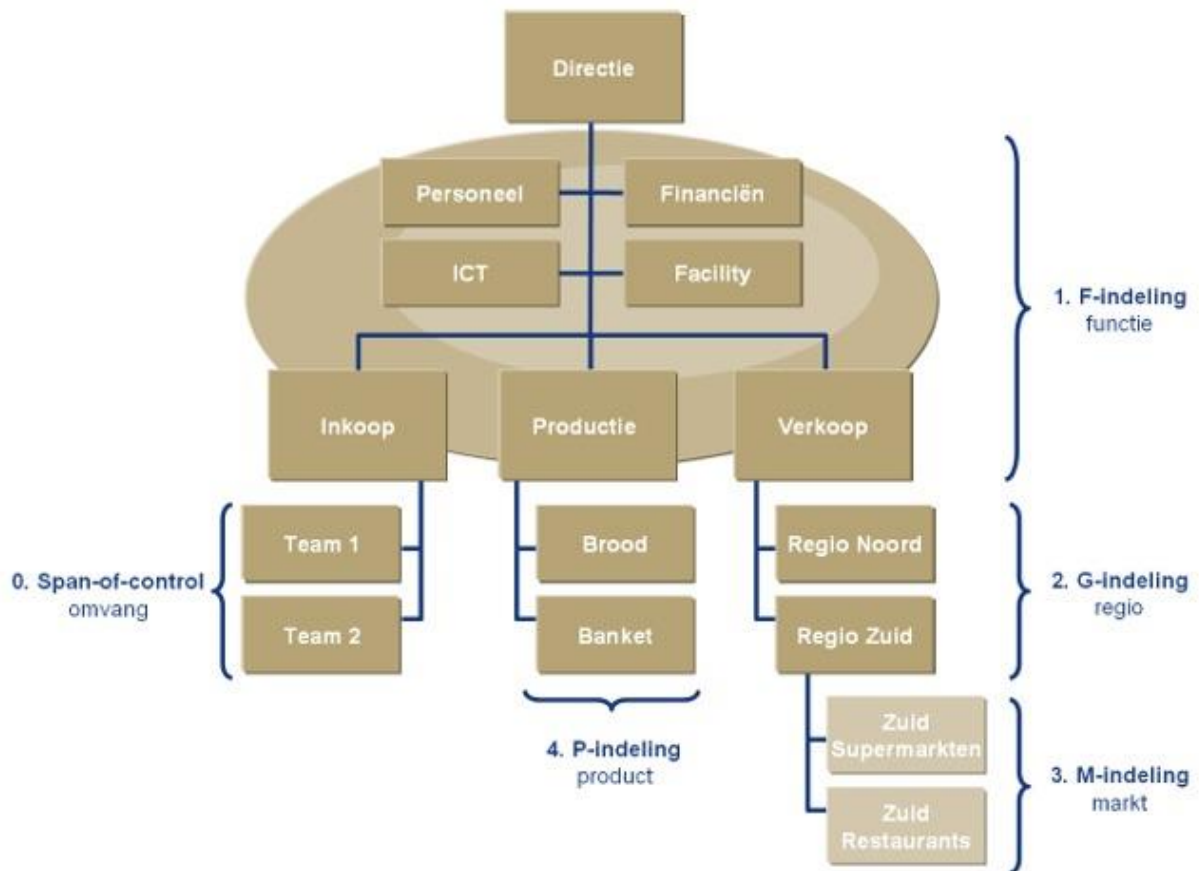 Directie
Personeel
Financiën
ICT
Facility
1. F-indeling
functie
Inkoop
Productie
Verkoop
0. Span-of-control
omvang
Team 1
Team 2
Brood
Banket
4. P-indeling
product
Regio Noord
Regio Zuid
2. G-indeling
regio
Zuid
Supermarkten
Zuid
Restaurants
3. M-indeling
markt